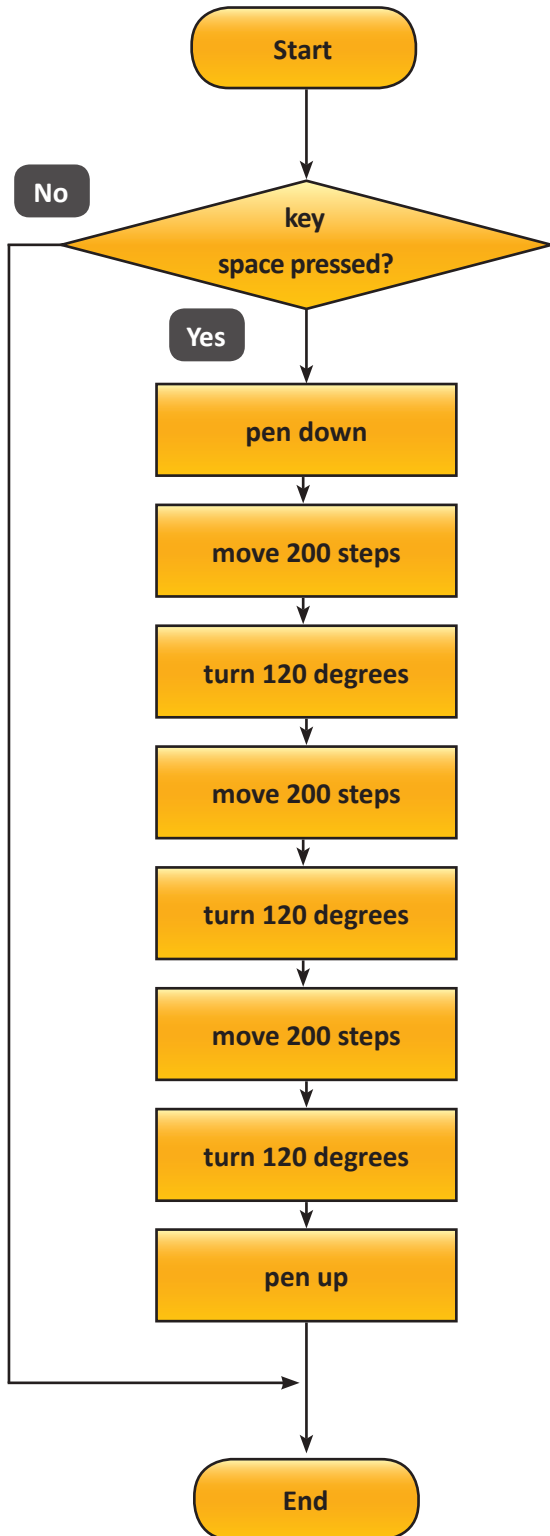 Start
No
key
space pressed?
Yes
pen down
move 200 steps
turn 120 degrees
move 200 steps
turn 120 degrees
move 200 steps
turn 120 degrees
pen up
End